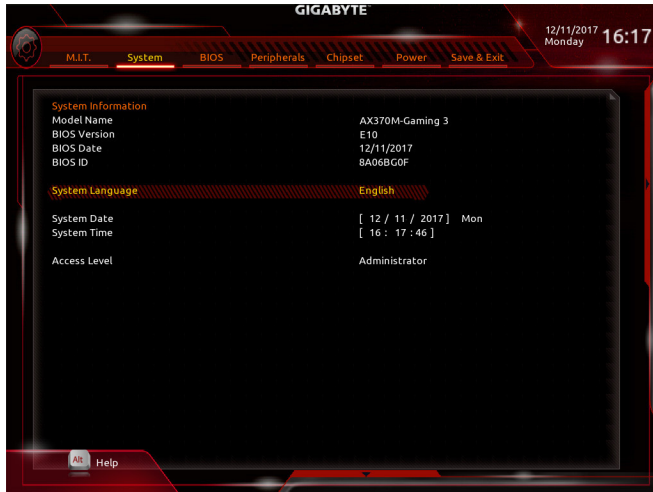 GIGABYTE™
12/11/2017 16:17
Monday
M.I.T. System BIOS Peripherals Chipset Power Save & Exit
System Information
Model Name AX370M-Gaming 3
BIOS Version E10
BIOS Date 12/11/2017
BIOS ID 8A06BG0F
System Language English
System Date [ 12 / 11 / 2017 ] Mon
System Time [ 16 : 17 : 46 ]
Access Level Administrator
Alt Help